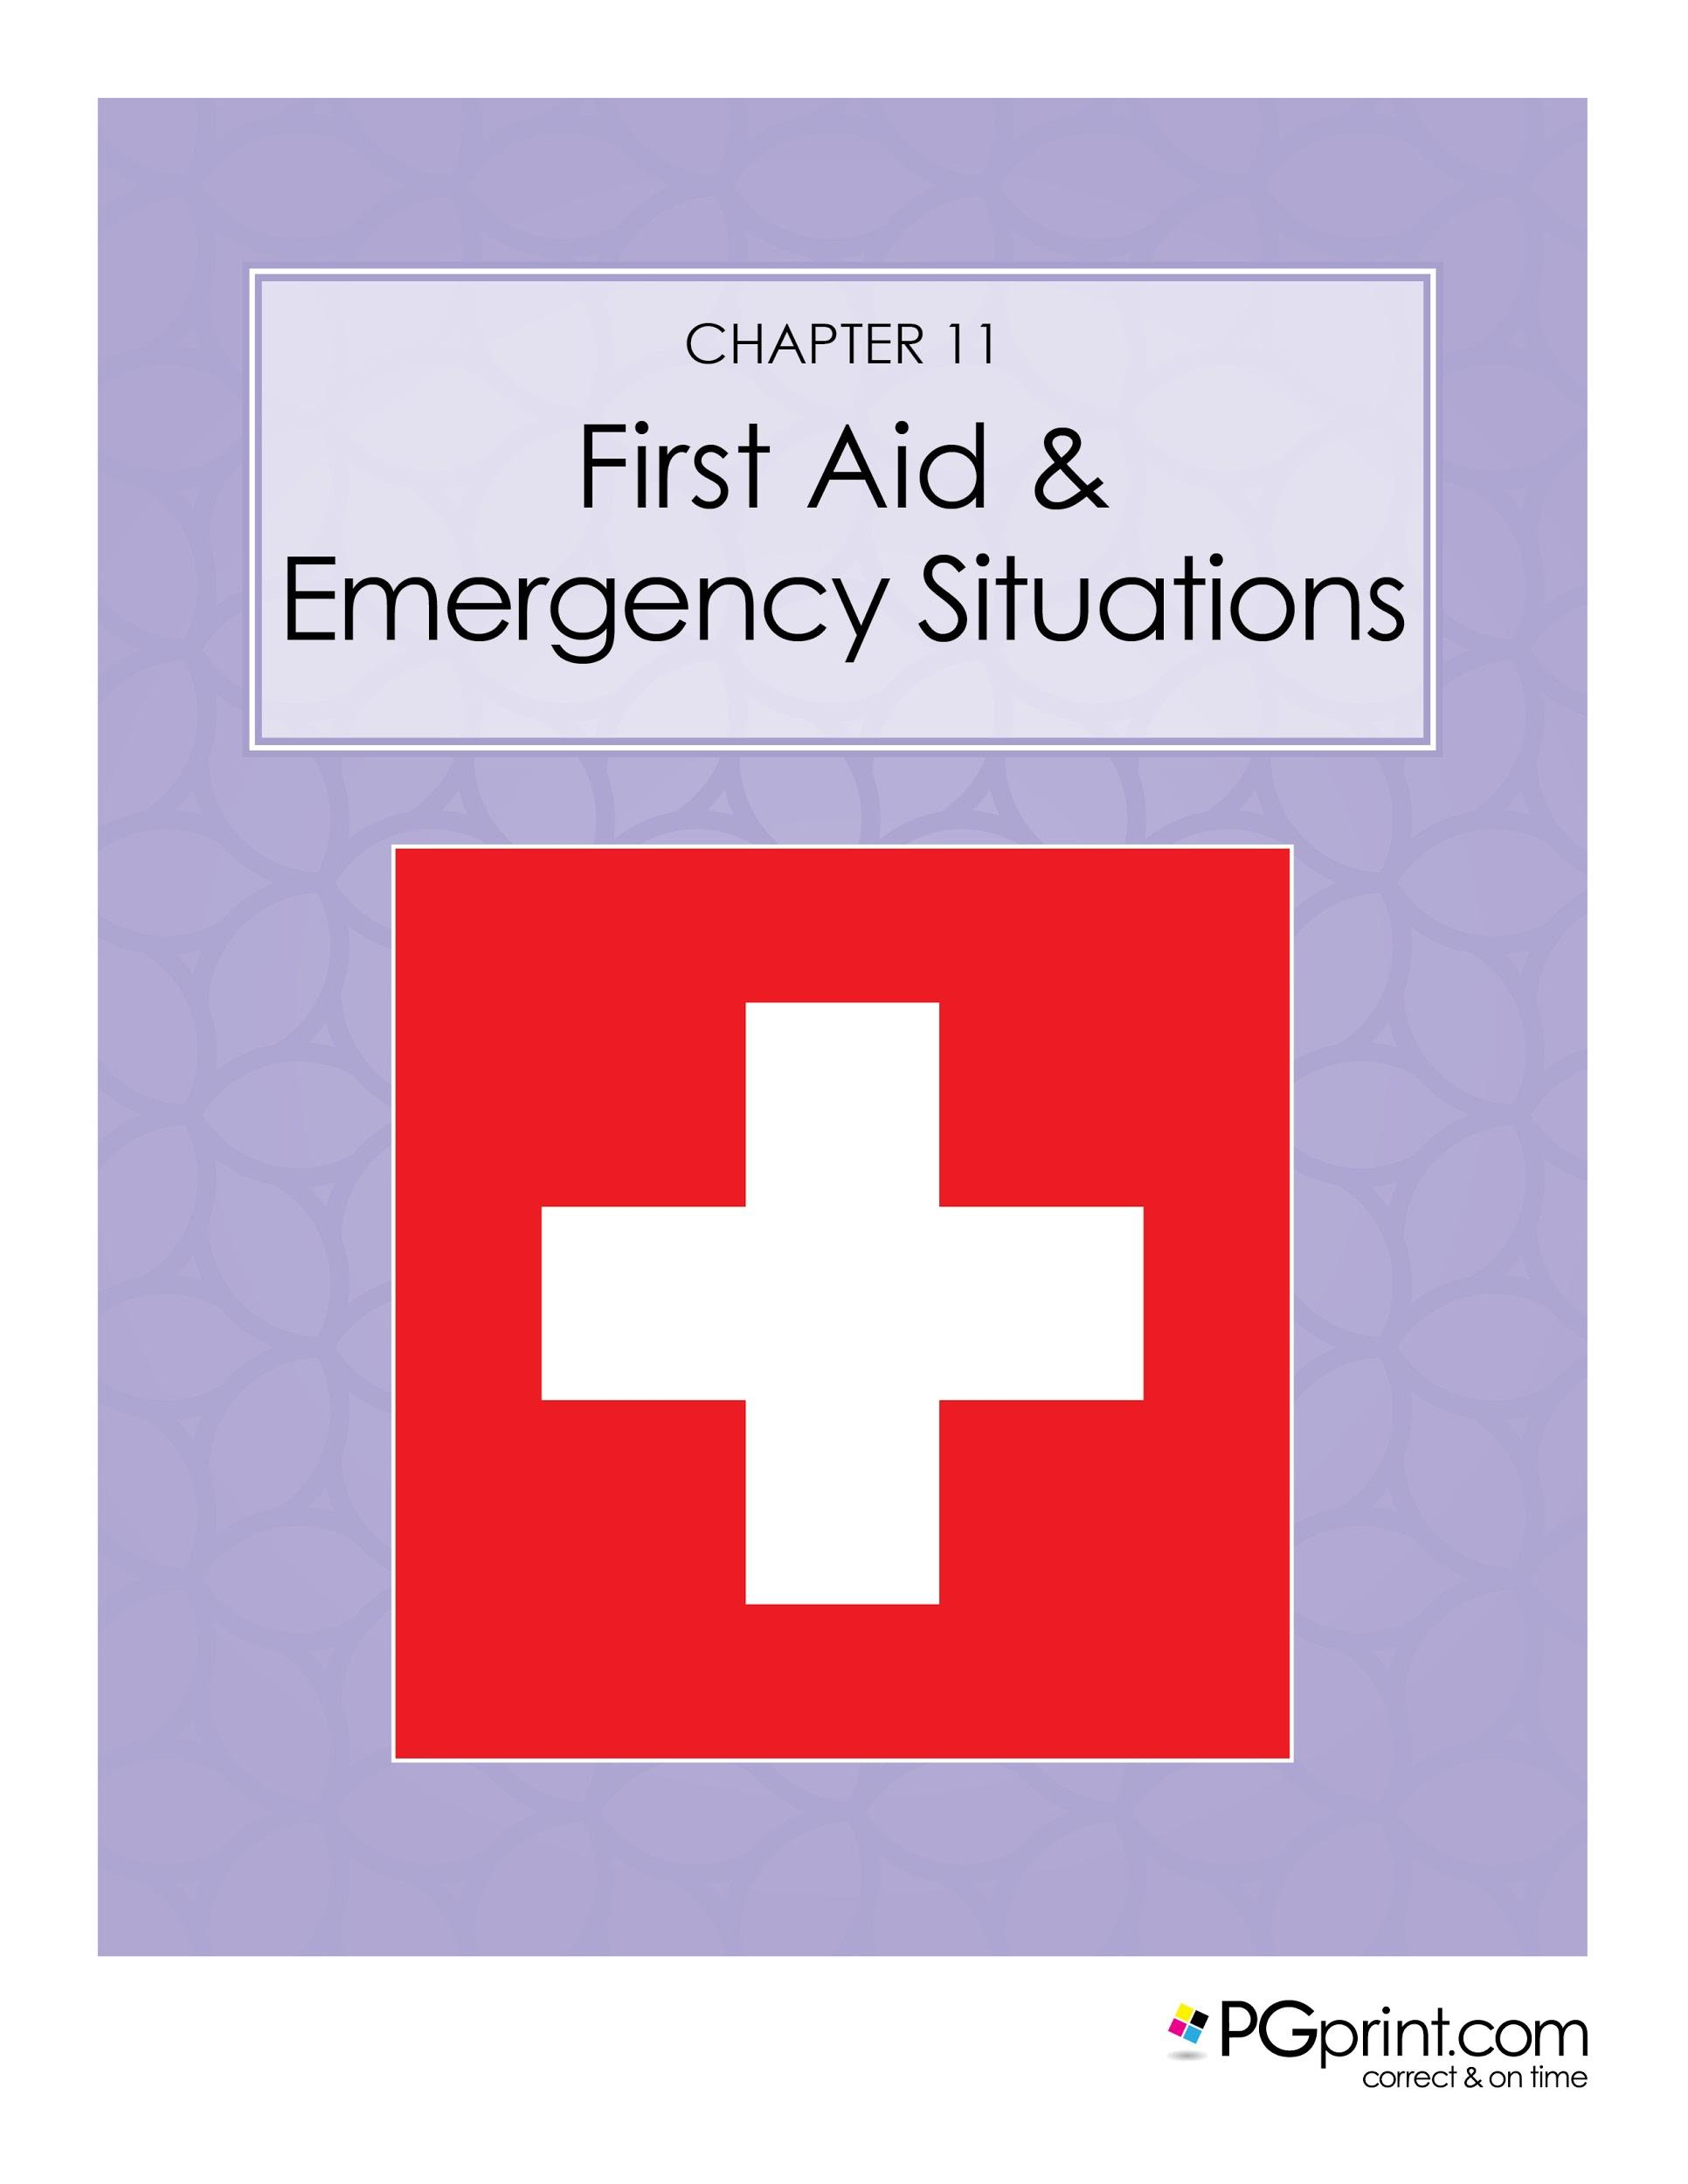 CHAPTER 11
First Aid &
Emergency Situations
PGprint.com
correct & on time